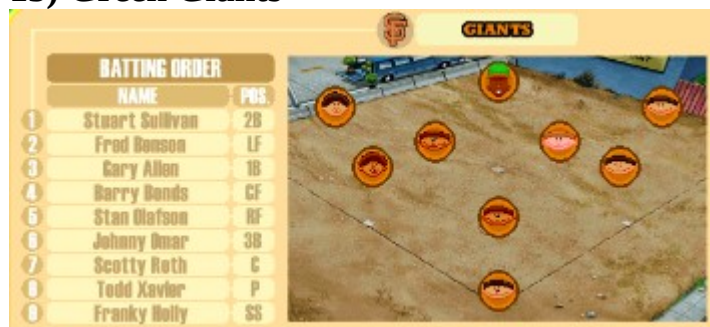 GIANTS
BATTING ORDER
NAME POS.
1 Stuart Sullivan 2B
2 Fred Benson LF
3 Gary Allen 1B
4 Barry Bonds CF
5 Stan Olafson RF
6 Johnny Omar 3B
7 Scotty Roth C
8 Todd Xavier P
9 Franky Holly SS